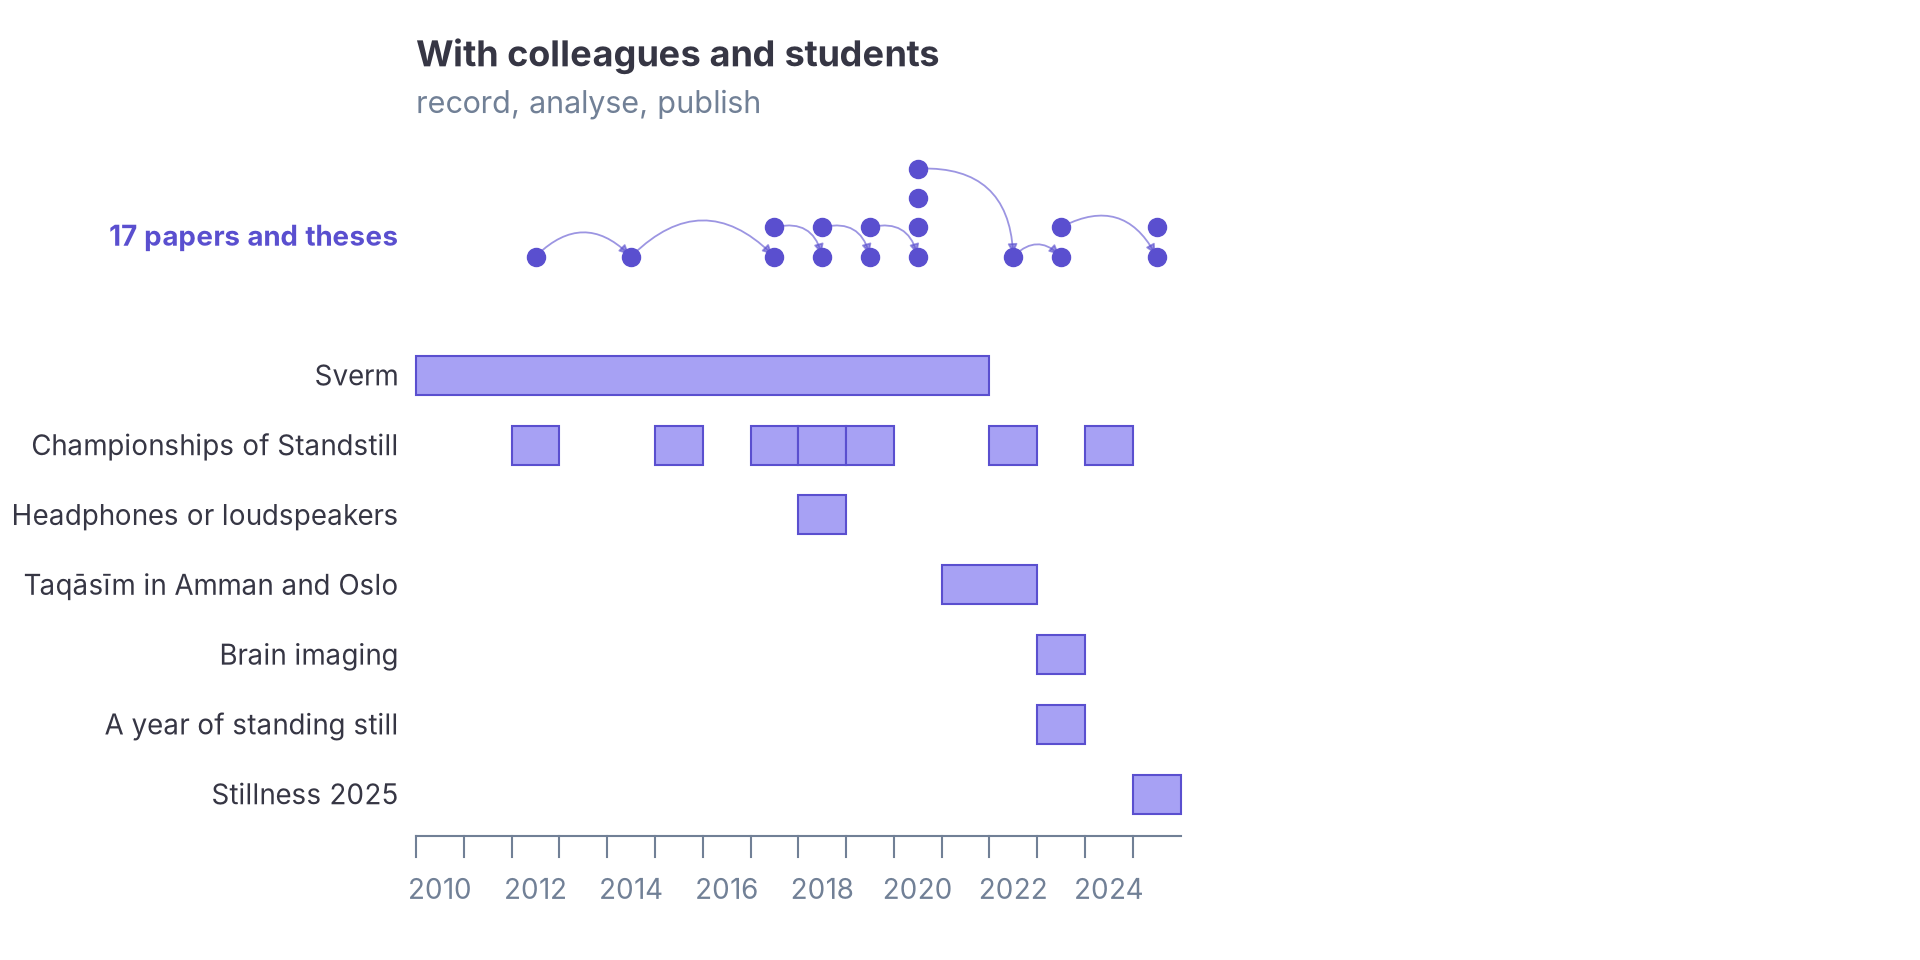 With colleagues and students
record, analyse, publish
17 papers and theses
Sverm
Championships of Standstill
Headphones or loudspeakers
Taqāsīm in Amman and Oslo
Brain imaging
A year of standing still
Stillness 2025
2010 2012 2014 2016 2018 2020 2022 2024